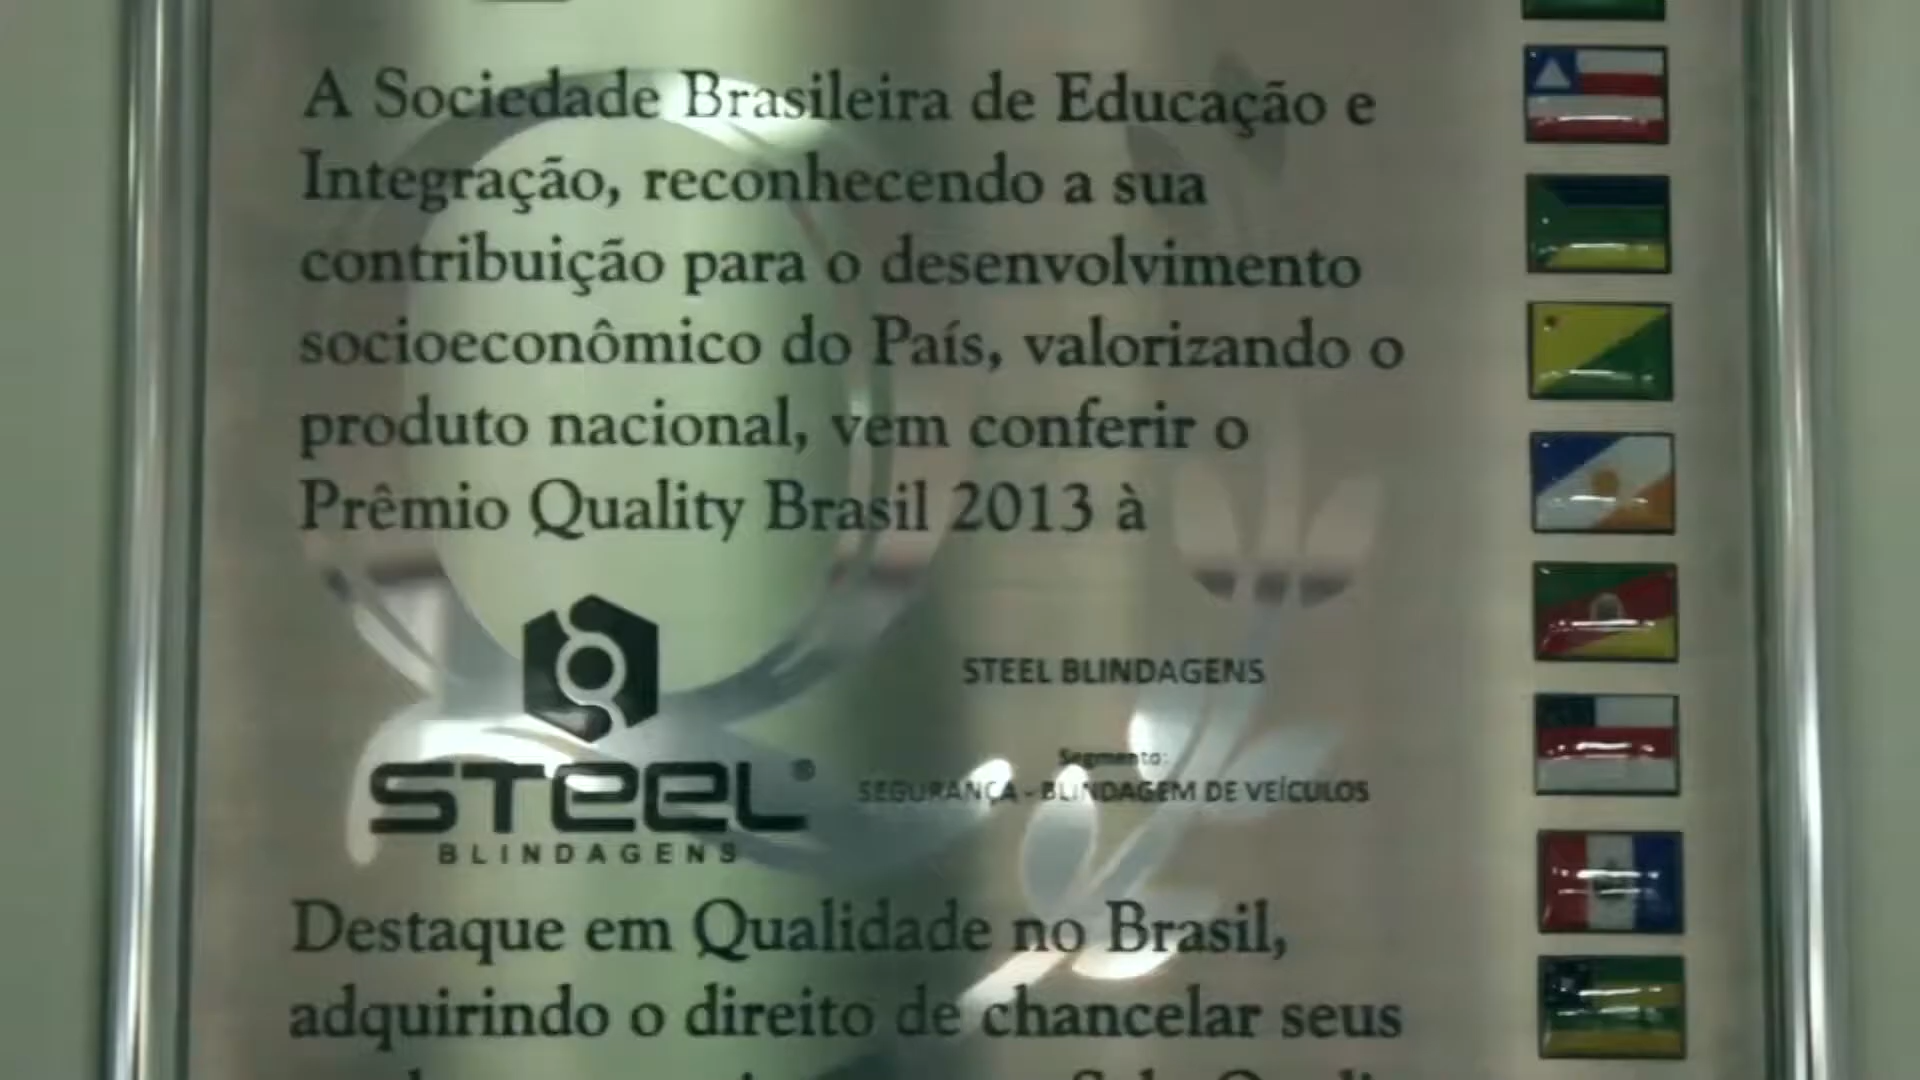 A Sociedade Brasileira de Educação e
Integração, reconhecendo a sua
contribuição para o desenvolvimento
socioeconômico do País, valorizando o
produto nacional, vem conferir o
Prêmio Quality Brasil 2013 à
STEEL®
BLINDAGENS
STEEL BLINDAGENS
Segmento:
SEGURANÇA - BLINDAGEM DE VEÍCULOS
Destaque em Qualidade no Brasil,
adquirindo o direito de chancelar seus